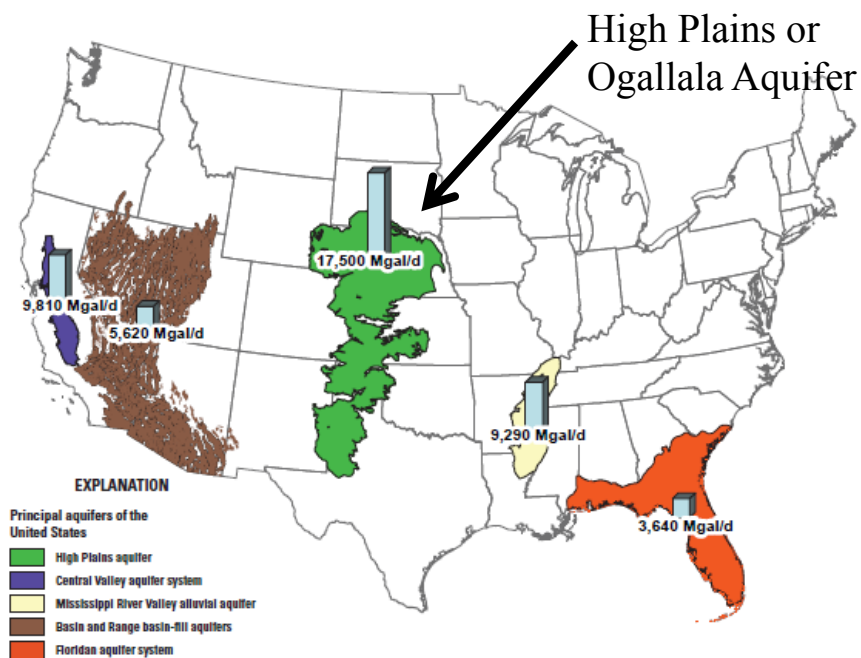 High Plains or
Ogallala Aquifer
17,500 Mgal/d
9,810 Mgal/d
5,620 Mgal/d
9,290 Mgal/d
3,640 Mgal/d
EXPLANATION
Principal aquifers of the
United States
High Plains aquifer
Central Valley aquifer system
Mississippi River Valley alluvial aquifer
Basin and Range basin-fill aquifers
Floridan aquifer system